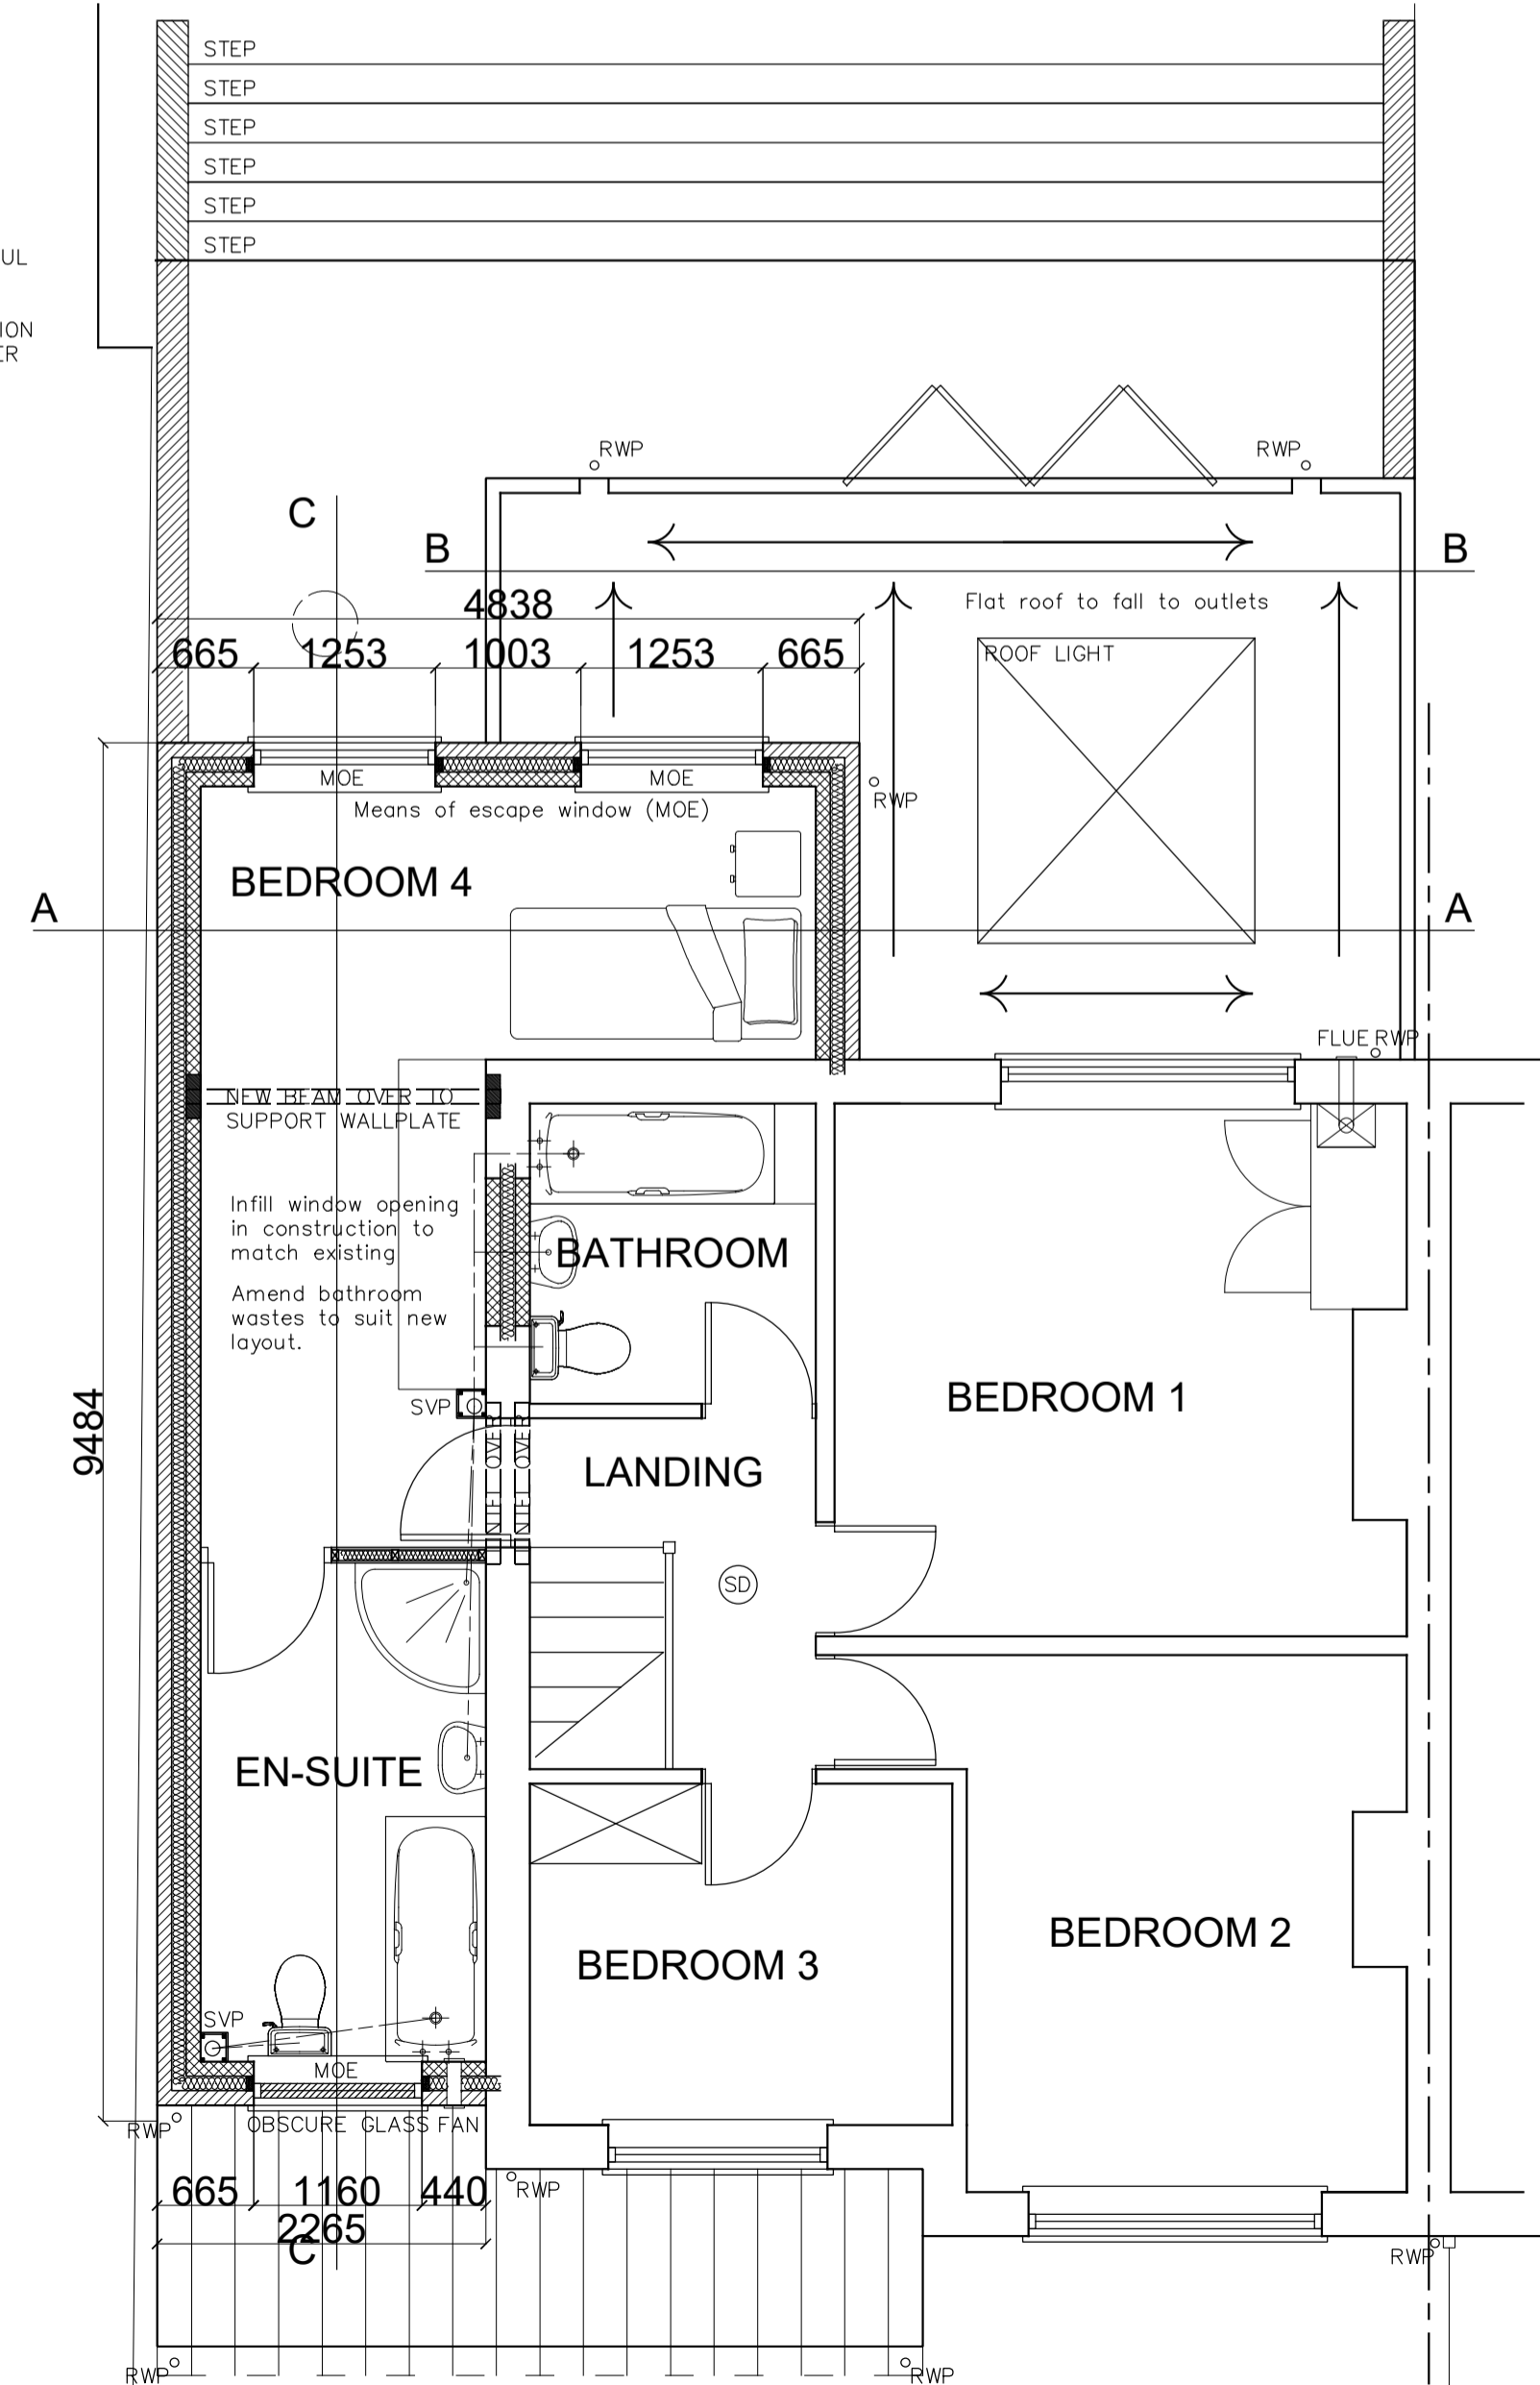 STEP
STEP
STEP
STEP
STEP
STEP
UL
ION
ER
RWP
RWP
C
B
B
4838
Flat roof to fall to outlets
665
1253
1003
1253
665
ROOF LIGHT
MOE
MOE
RWP
Means of escape window (MOE)
BEDROOM 4
A
A
FLUE RWP
NEW BEAM OVER TO
SUPPORT WALLPLATE
Infill window opening
in construction to
match existing
BATHROOM
Amend bathroom
wastes to suit new
layout.
BEDROOM 1
SVP
9484
LANDING
SD
EN-SUITE
BEDROOM 2
BEDROOM 3
SVP
MOE
OBSCURE GLASS FAN
RWP
665
1160
440
RWP
2265
C
RWP
RWP
RWP